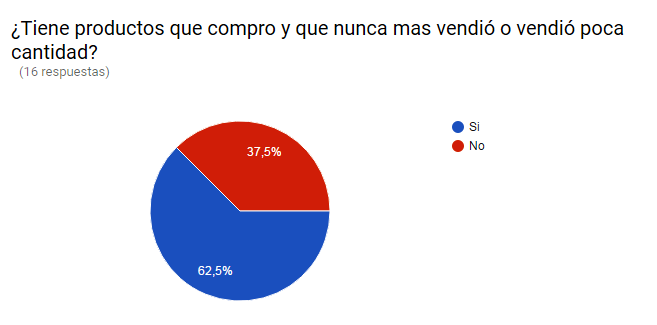 ¿Tiene productos que compro y que nunca mas vendió o vendió poca
cantidad?
(16 respuestas)
Si
No
37,5%
62,5%